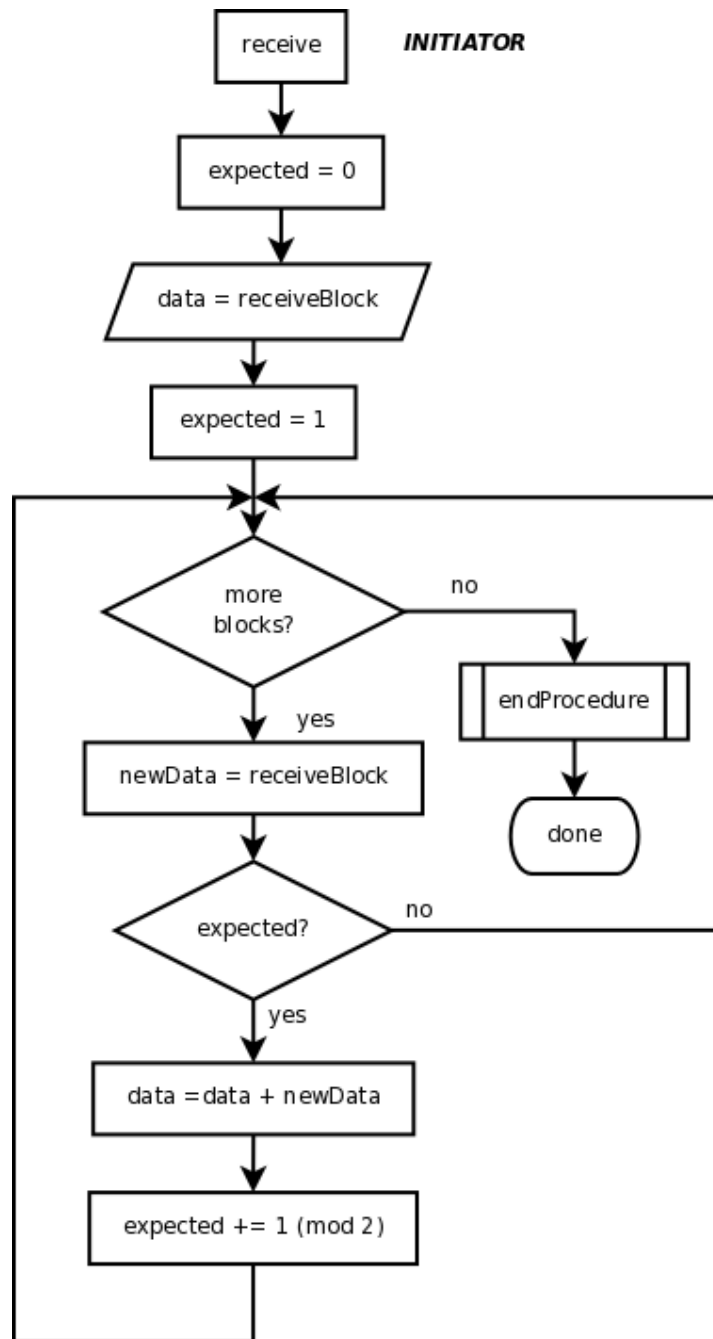 receive
INITIATOR
expected = 0
data = receiveBlock
expected = 1
more
blocks?
no
endProcedure
yes
newData = receiveBlock
done
expected?
no
yes
data =data + newData
expected += 1 (mod 2)